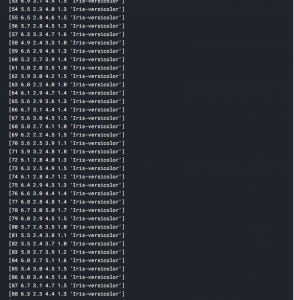 [53 6.9 3.1 4.9 1.5 'Iris-versicolor']
[54 5.5 2.3 4.0 1.3 'Iris-versicolor']
[55 6.5 2.8 4.6 1.5 'Iris-versicolor']
[56 5.7 2.8 4.5 1.3 'Iris-versicolor']
[57 6.3 3.3 4.7 1.6 'Iris-versicolor']
[58 4.9 2.4 3.3 1.0 'Iris-versicolor']
[59 6.6 2.9 4.6 1.3 'Iris-versicolor']
[60 5.2 2.7 3.9 1.4 'Iris-versicolor']
[61 5.0 2.0 3.5 1.0 'Iris-versicolor']
[62 5.9 3.0 4.2 1.5 'Iris-versicolor']
[63 6.0 2.2 4.0 1.0 'Iris-versicolor']
[64 6.1 2.9 4.7 1.4 'Iris-versicolor']
[65 5.6 2.9 3.6 1.3 'Iris-versicolor']
[66 6.7 3.1 4.4 1.4 'Iris-versicolor']
[67 5.6 3.0 4.5 1.5 'Iris-versicolor']
[68 5.8 2.7 4.1 1.0 'Iris-versicolor']
[69 6.2 2.2 4.5 1.5 'Iris-versicolor']
[70 5.6 2.5 3.9 1.1 'Iris-versicolor']
[71 5.9 3.2 4.8 1.8 'Iris-versicolor']
[72 6.1 2.8 4.0 1.3 'Iris-versicolor']
[73 6.3 2.5 4.9 1.5 'Iris-versicolor']
[74 6.1 2.8 4.7 1.2 'Iris-versicolor']
[75 6.4 2.9 4.3 1.3 'Iris-versicolor']
[76 6.6 3.0 4.4 1.4 'Iris-versicolor']
[77 6.8 2.8 4.8 1.4 'Iris-versicolor']
[78 6.7 3.0 5.0 1.7 'Iris-versicolor']
[79 6.0 2.9 4.5 1.5 'Iris-versicolor']
[80 5.7 2.6 3.5 1.0 'Iris-versicolor']
[81 5.5 2.4 3.8 1.1 'Iris-versicolor']
[82 5.5 2.4 3.7 1.0 'Iris-versicolor']
[83 5.8 2.7 3.9 1.2 'Iris-versicolor']
[84 6.0 2.7 5.1 1.6 'Iris-versicolor']
[85 5.4 3.0 4.5 1.5 'Iris-versicolor']
[86 6.0 3.4 4.5 1.6 'Iris-versicolor']
[87 6.7 3.1 4.7 1.5 'Iris-versicolor']
[88 6.3 2.3 4.4 1.3 'Iris-versicolor']